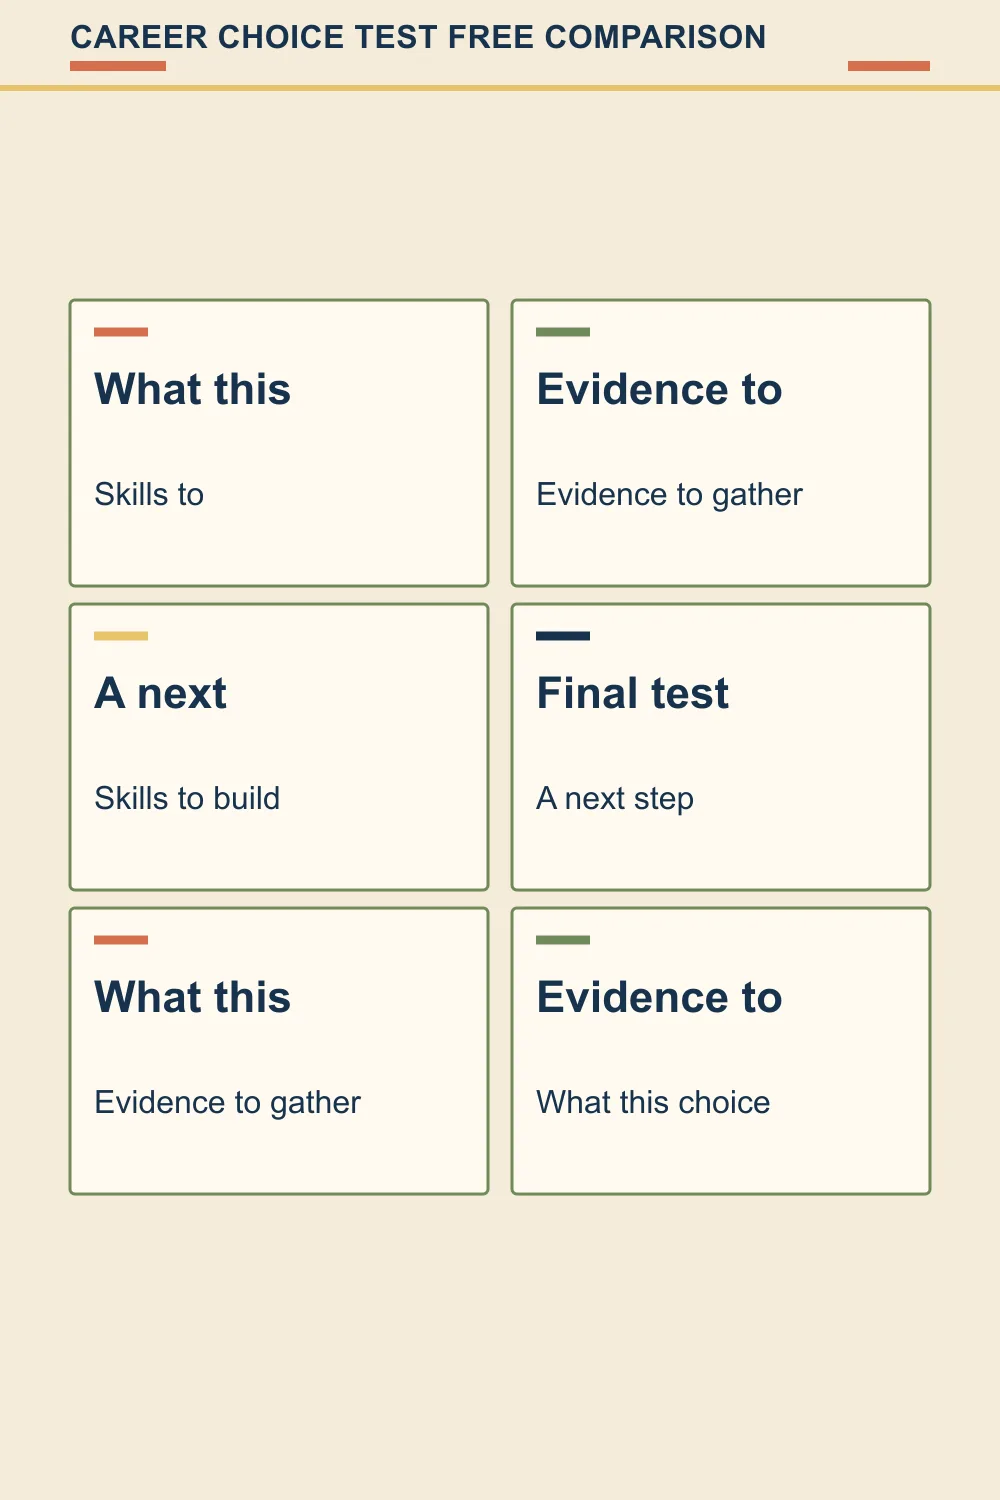 CAREER CHOICE TEST FREE COMPARISON
What this
Skills to
Evidence to
Evidence to gather
A next
Skills to build
Final test
A next step
What this
Evidence to gather
Evidence to
What this choice